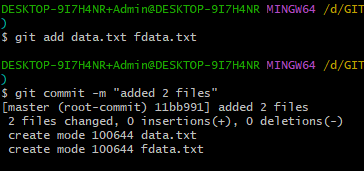 DESKTOP-9I7H4NR+Admin@DESKTOP-9I7H4NR MINGW64 /d/GIT
)
$ git add data.txt fdata.txt
DESKTOP-9I7H4NR+Admin@DESKTOP-9I7H4NR MINGW64 /d/GIT
)
$ git commit -m "added 2 files"
[master (root-commit) 11bb991] added 2 files
 2 files changed, 0 insertions(+), 0 deletions(-)
 create mode 100644 data.txt
 create mode 100644 fdata.txt